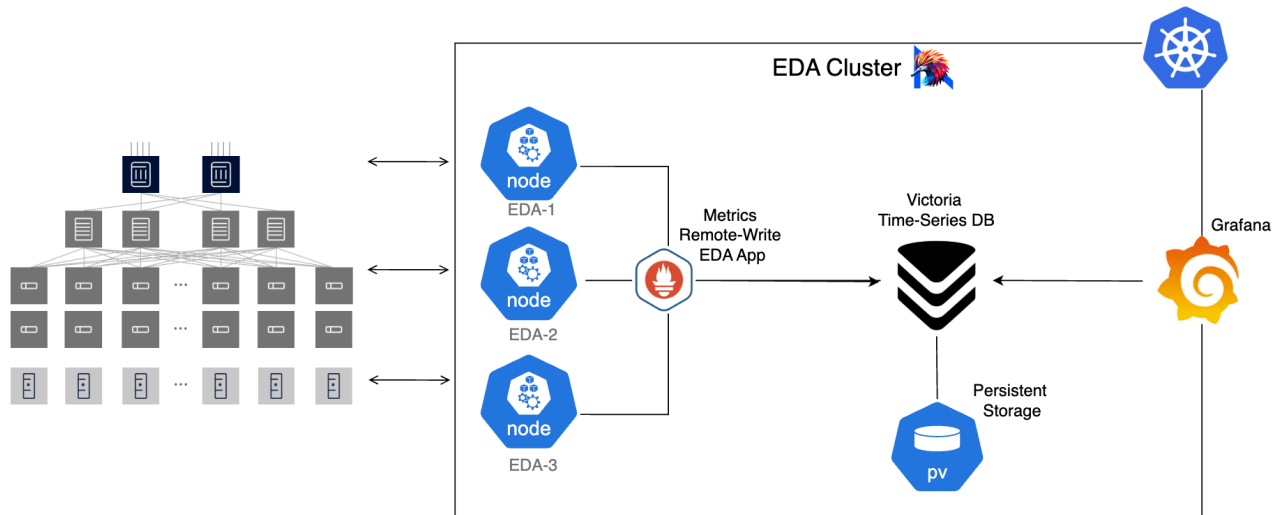 EDA Cluster
node
EDA-1
node
EDA-2
node
EDA-3
Metrics
Remote-Write
EDA App
Victoria
Time-Series DB
Grafana
Persistent
Storage
pv